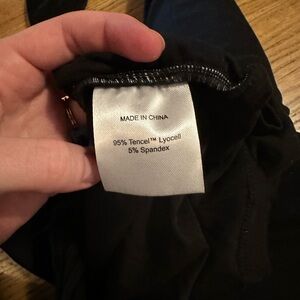 MADE IN CHINA
95% Tencel™ Lyocell
5% Spandex